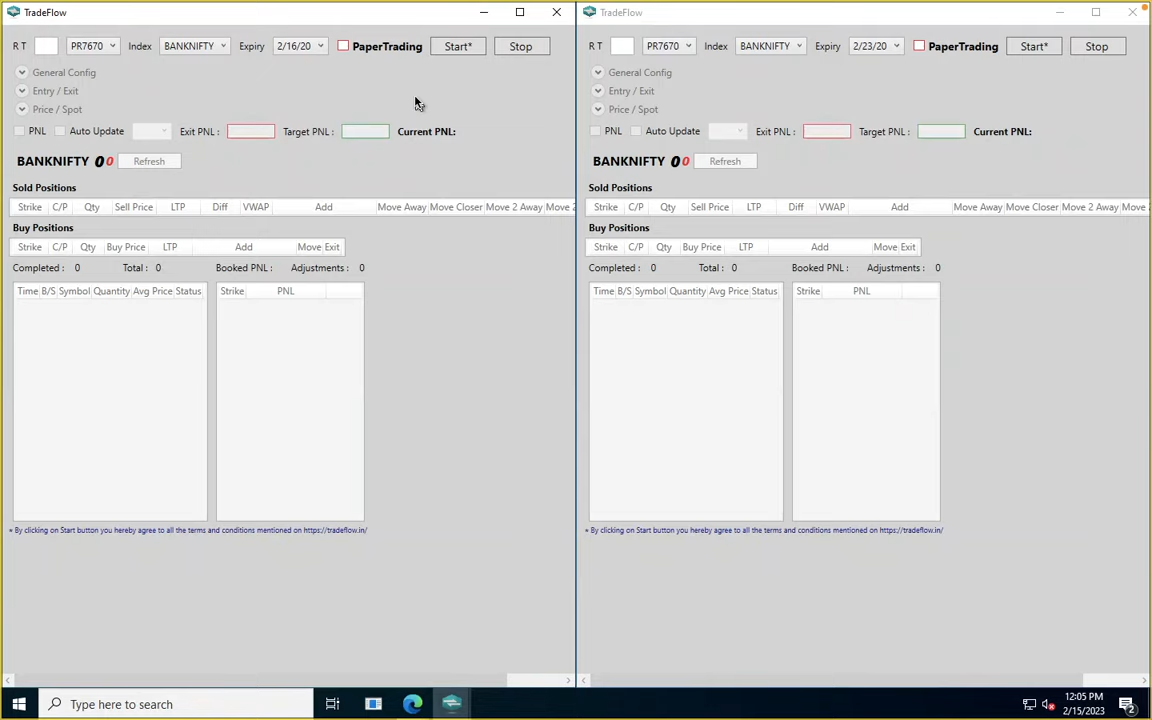 TradeFlow
R T PR7670 Index BANKNIFTY Expiry 2/16/20 PaperTrading Start* Stop
General Config
Entry / Exit
Price / Spot
PNL Auto Update Exit PNL : Target PNL : Current PNL:
BANKNIFTY 0 0 Refresh
Sold Positions
Strike C/P Qty Sell Price LTP Diff VWAP Add Move Away Move Closer Move 2 Away Move 2
Buy Positions
Strike C/P Qty Buy Price LTP Add Move Exit
Completed : 0 Total : 0 Booked PNL : Adjustments : 0
Time B/S Symbol Quantity Avg Price Status Strike PNL
* By clicking on Start button you hereby agree to all the terms and conditions mentioned on https://tradeflow.in/
TradeFlow
R T PR7670 Index BANKNIFTY Expiry 2/23/20 PaperTrading Start* Stop
General Config
Entry / Exit
Price / Spot
PNL Auto Update Exit PNL : Target PNL : Current PNL:
BANKNIFTY 0 0 Refresh
Sold Positions
Strike C/P Qty Sell Price LTP Diff VWAP Add Move Away Move Closer Move 2 Away Move 2
Buy Positions
Strike C/P Qty Buy Price LTP Add Move Exit
Completed : 0 Total : 0 Booked PNL : Adjustments : 0
Time B/S Symbol Quantity Avg Price Status Strike PNL
* By clicking on Start button you hereby agree to all the terms and conditions mentioned on https://tradeflow.in/
Type here to search
12:05 PM
2/15/2023
2